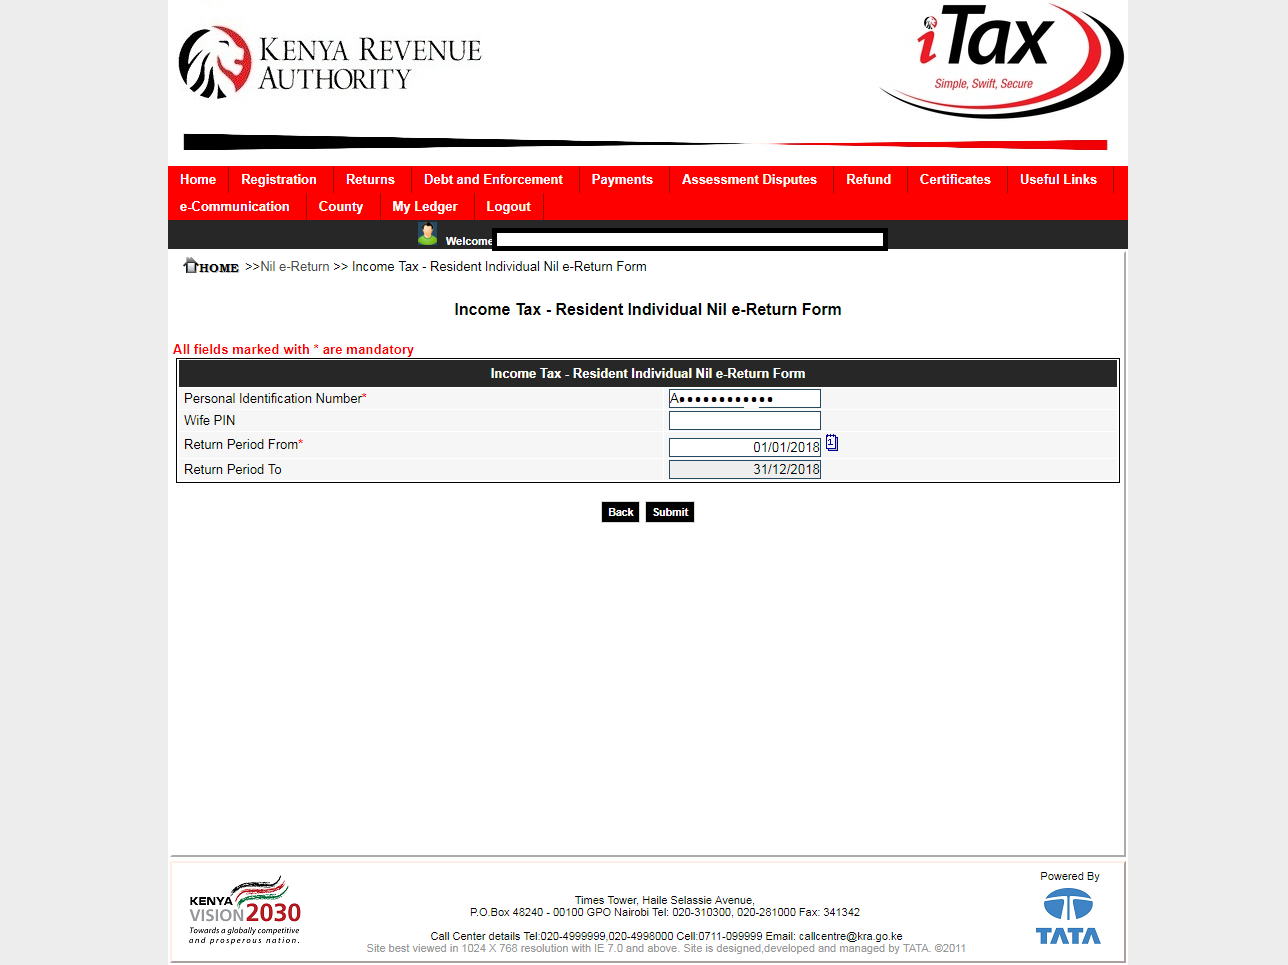 KENYA REVENUE
AUTHORITY
iTax
Simple, Swift, Secure
Home Registration Returns Debt and Enforcement Payments Assessment Disputes Refund Certificates Useful Links
e-Communication County My Ledger Logout
Welcome
HOME >>Nil e-Return >> Income Tax - Resident Individual Nil e-Return Form
Income Tax - Resident Individual Nil e-Return Form
All fields marked with * are mandatory
Income Tax - Resident Individual Nil e-Return Form
Personal Identification Number* A••••••••••••
Wife PIN
Return Period From* 01/01/2018 1
Return Period To 31/12/2018
Back Submit
KENYA
VISION 2030
Towards a globally competitive
and prosperous nation.
Times Tower, Haile Selassie Avenue,
P.O.Box 48240 - 00100 GPO Nairobi Tel: 020-310300, 020-281000 Fax: 341342
Call Center details Tel:020-4999999,020-4998000 Cell:0711-099999 Email: callcentre@kra.go.ke
Site best viewed in 1024 X 768 resolution with IE 7.0 and above. Site is designed,developed and managed by TATA. ©2011
Powered By
TATA